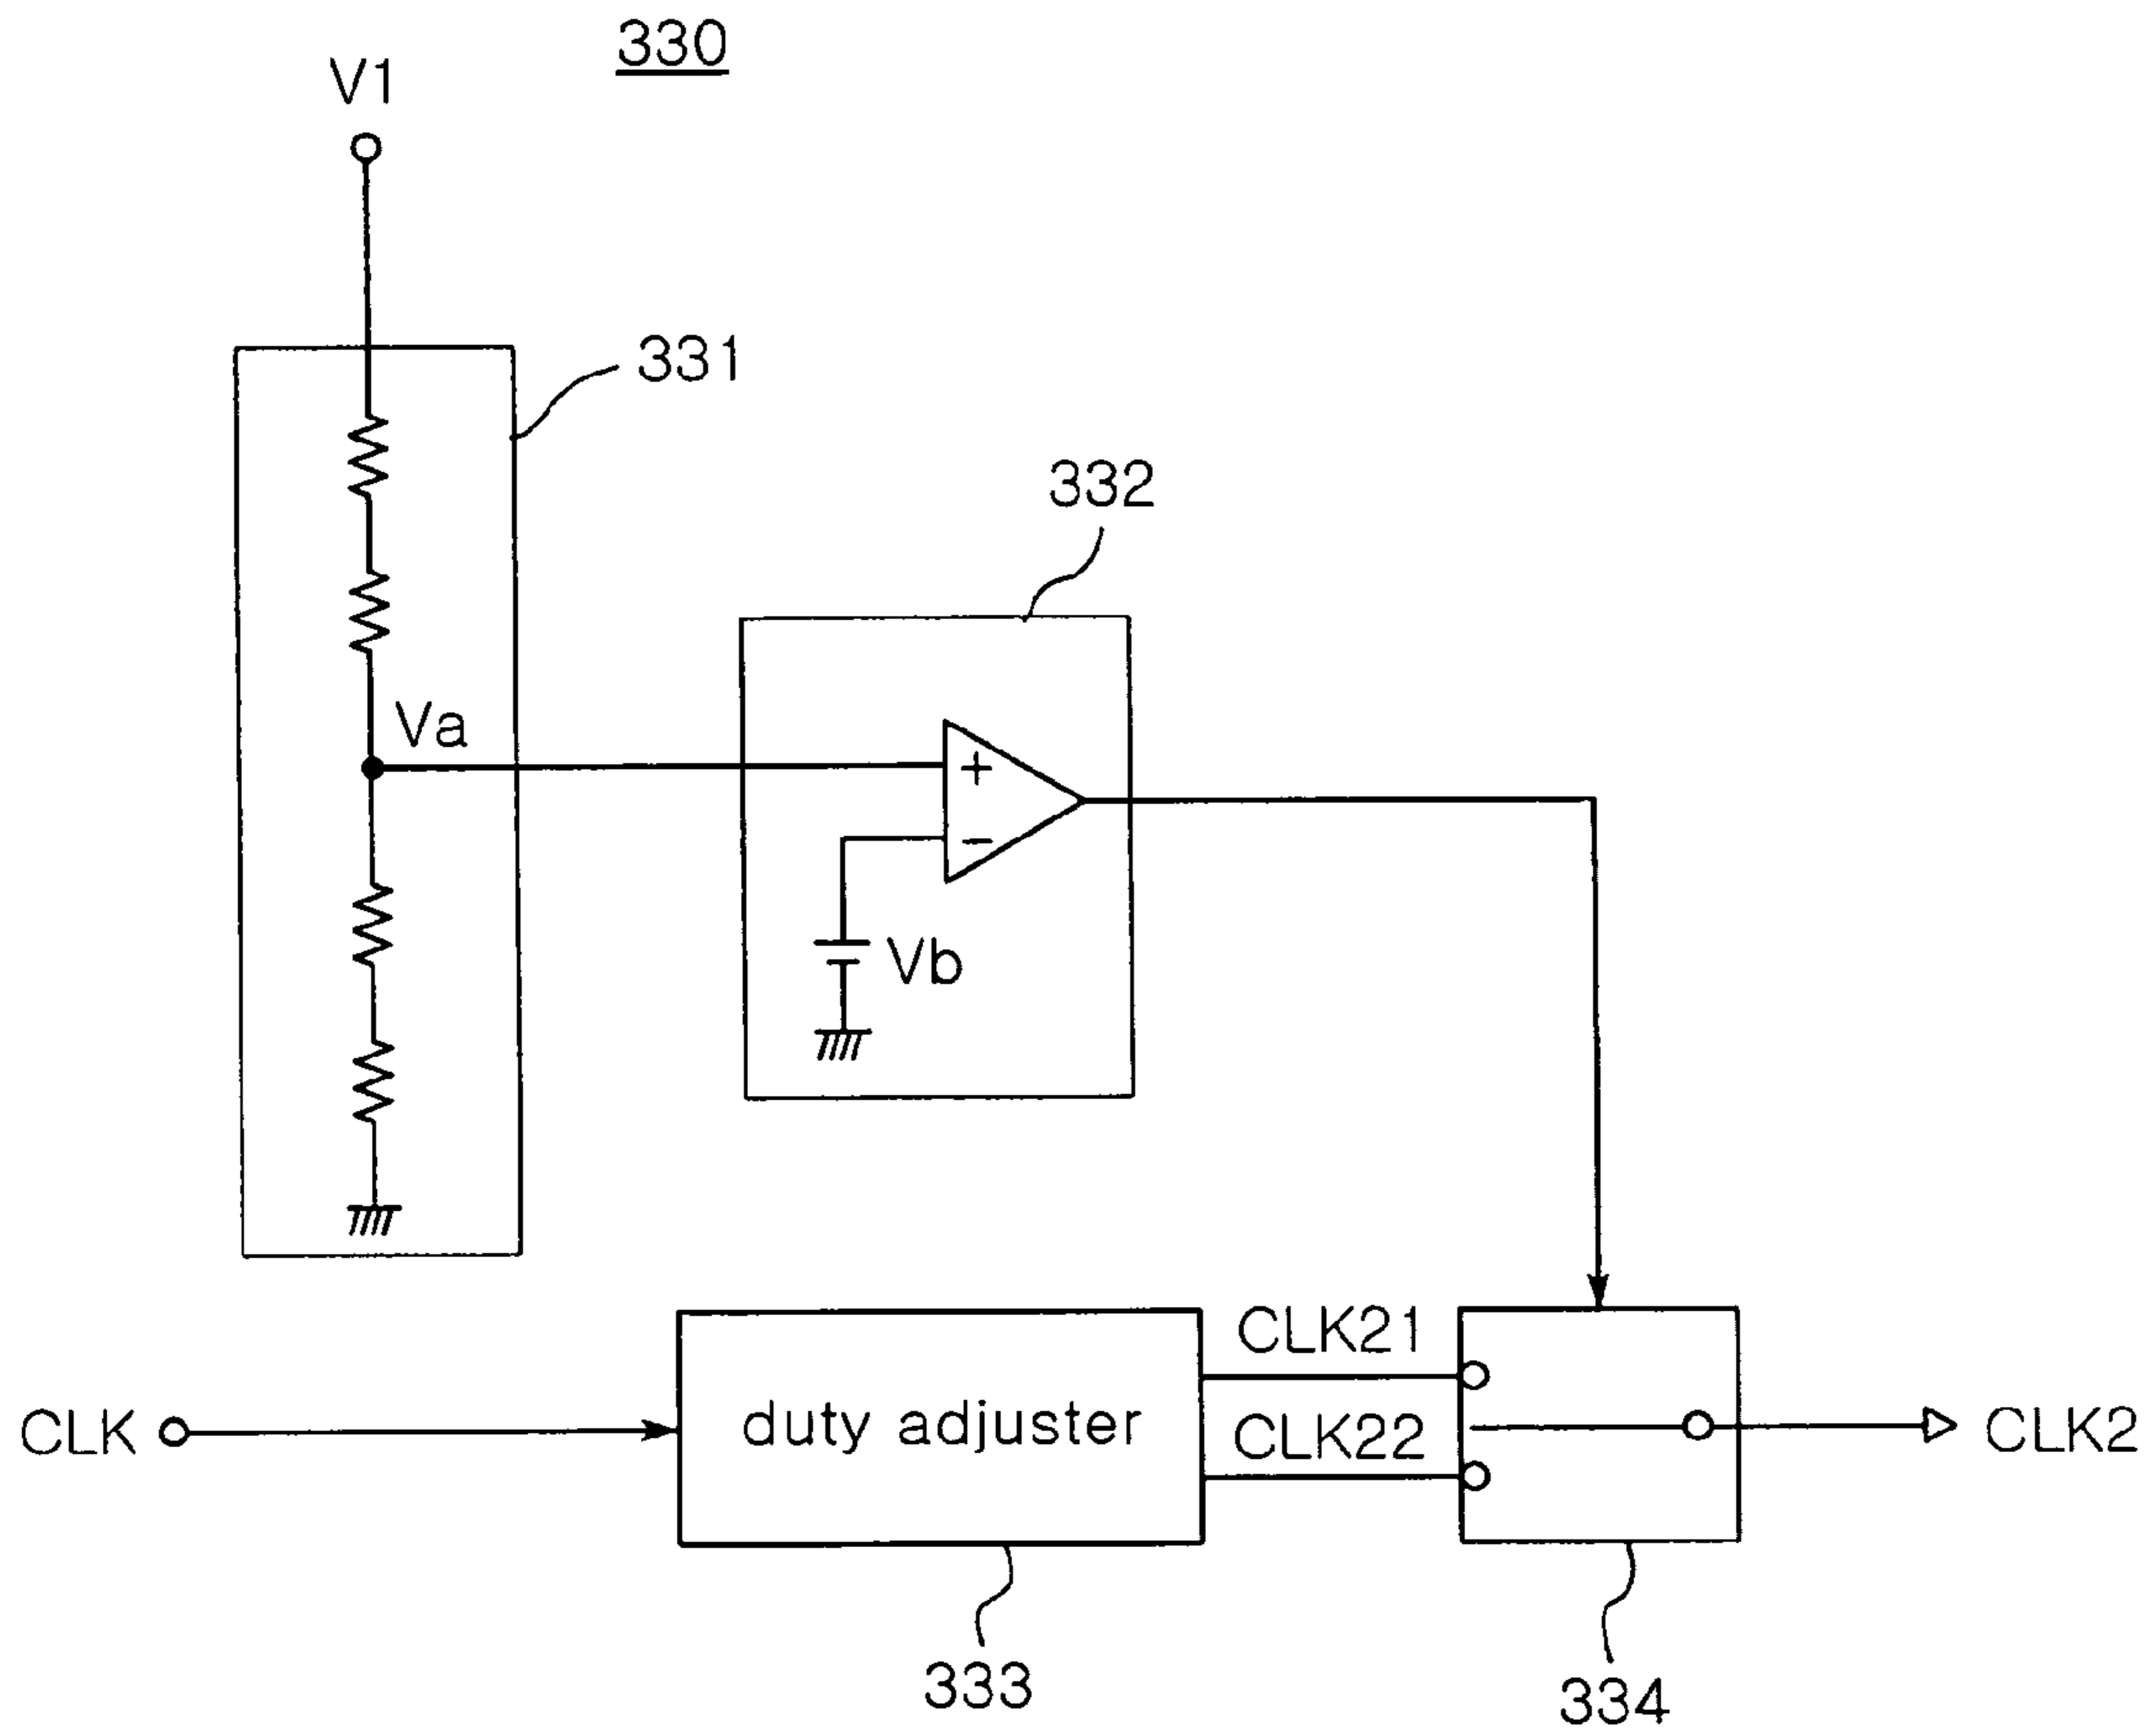 330
V1
331
332
Va
+
−
Vb
CLK21
CLK
duty adjuster
CLK22
CLK2
333
334